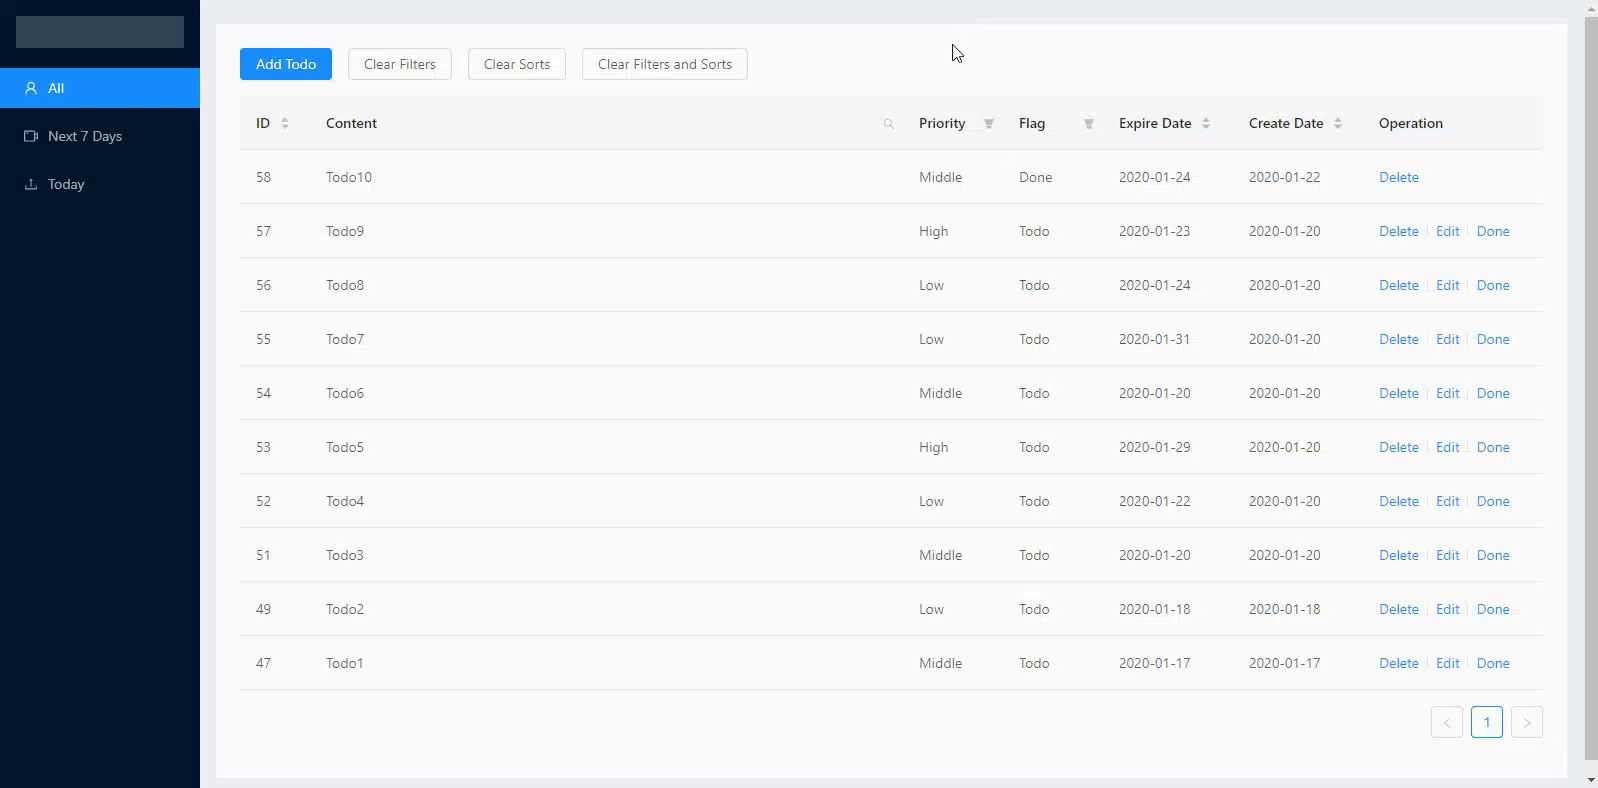 Add Todo Clear Filters Clear Sorts Clear Filters and Sorts
All
Next 7 Days
Today
ID Content Priority Flag Expire Date Create Date Operation
58 Todo10 Middle Done 2020-01-24 2020-01-22 Delete
57 Todo9 High Todo 2020-01-23 2020-01-20 Delete Edit Done
56 Todo8 Low Todo 2020-01-24 2020-01-20 Delete Edit Done
55 Todo7 Low Todo 2020-01-31 2020-01-20 Delete Edit Done
54 Todo6 Middle Todo 2020-01-20 2020-01-20 Delete Edit Done
53 Todo5 High Todo 2020-01-29 2020-01-20 Delete Edit Done
52 Todo4 Low Todo 2020-01-22 2020-01-20 Delete Edit Done
51 Todo3 Middle Todo 2020-01-20 2020-01-20 Delete Edit Done
49 Todo2 Low Todo 2020-01-18 2020-01-18 Delete Edit Done
47 Todo1 Middle Todo 2020-01-17 2020-01-17 Delete Edit Done
< 1 >